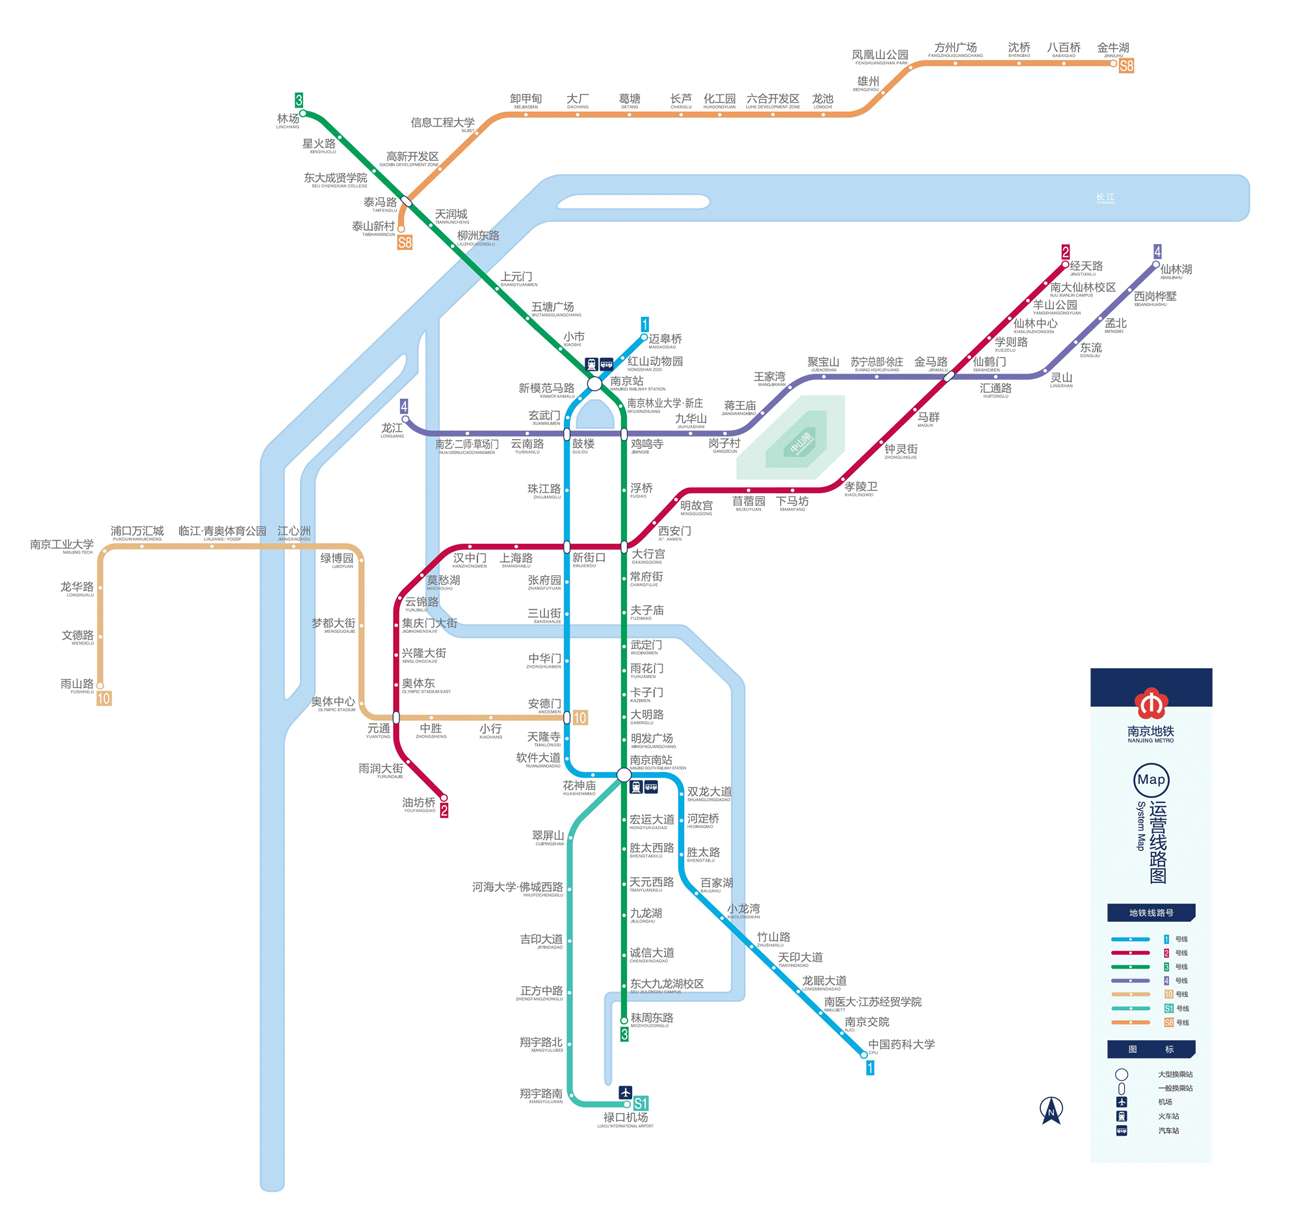 凤凰山公园
FENGHUANGSHAN PARK
方州广场
FANGZHOUGUANGCHANG
沈桥
SHENQIAO
八百桥
BABAIQIAO
金牛湖
JINNIUHU
S8
雄州
XIONGZHOU
3
林场
LINCHANG
卸甲甸
XIEJIADIAN
大厂
DACHANG
葛塘
GETANG
长芦
CHANGLU
化工园
HUAGONGYUAN
六合开发区
LUHE DEVELOPMENT ZONE
龙池
LONGCHI
信息工程大学
NUIST
星火路
XINGHUOLU
高新开发区
GAOXIN DEVELOPMENT ZONE
东大成贤学院
SEU CHENGXIAN COLLEGE
泰冯路
TAIFENGLU
天润城
TIANRUNCHENG
泰山新村
TAISHANXINCUN
S8
柳洲东路
LIUZHOUDONGLU
长江
上元门
SHANGYUANMEN
五塘广场
WUTANGGUANGCHANG
小市
XIAOSHI
1
迈皋桥
MAIGAOQIAO
红山动物园
HONGSHAN ZOO
南京站
NANJING RAILWAY STATION
新模范马路
XINMOFANMALU
南京林业大学·新庄
NFU/XINZHUANG
玄武门
XUANWUMEN
2
经天路
JINGTIANLU
南大仙林校区
NJU XIANLIN CAMPUS
羊山公园
YANGSHANGONGYUAN
仙林中心
XIANLINZHONGXIN
学则路
XUEZELU
仙鹤门
XIANHEMEN
金马路
JINMALU
4
仙林湖
XIANLINHU
西岗桦墅
XIGANGHUASHU
孟北
MENGBEI
东流
DONGLIU
灵山
LINGSHAN
汇通路
HUITONGLU
苏宁总部·徐庄
SUNING HQ/XUZHUANG
聚宝山
JUBAOSHAN
王家湾
WANGJIAWAN
蒋王庙
JIANGWANGMIAO
岗子村
GANGZICUN
九华山
JIUHUASHAN
鸡鸣寺
JIMINGSI
鼓楼
GULOU
云南路
YUNNANLU
南艺·二师·草场门
龙江
LONGJIANG
4
中山陵
马群
MAQUN
钟灵街
ZHONGLINGJIE
孝陵卫
XIAOLINGWEI
下马坊
XIAMAFANG
苜蓿园
MUXUYUAN
明故宫
MINGGUGONG
西安门
XI' ANMEN
大行宫
DAXINGGONG
新街口
XINJIEKOU
上海路
SHANGHAILU
汉中门
HANZHONGMEN
莫愁湖
MOCHOUHU
云锦路
YUNJINLU
集庆门大街
JIQINGMENDAJIE
兴隆大街
XINGLONGDAJIE
奥体东
OLYMPIC STADIUM EAST
元通
YUANTONG
雨润大街
YURUNDAJIE
油坊桥
YOUFANGQIAO
2
珠江路
ZHUJIANGLU
浮桥
FUQIAO
张府园
ZHANGFUYUAN
三山街
SANSHANJIE
中华门
ZHONGHUAMEN
安德门
ANDEMEN
10
天隆寺
TIANLONGSI
软件大道
RUANJIANDADAO
花神庙
HUASHENMIAO
常府街
CHANGFUJIE
夫子庙
FUZIMIAO
武定门
WUDINGMEN
雨花门
YUHUAMEN
卡子门
KAZIMEN
大明路
DAMINGLU
明发广场
MINGFAGUANGCHANG
南京南站
NANJING SOUTH RAILWAY STATION
南京工业大学
NANJING TECH
浦口万汇城
PUKOUWANHUICHENG
临江·青奥体育公园
LINJIANG / YOGSP
江心洲
JIANGXINZHOU
绿博园
LVBOYUAN
龙华路
LONGHUALU
文德路
WENDELU
雨山路
YUSHANLU
10
梦都大街
MENGDUDAJIE
奥体中心
OLYMPIC STADIUM
中胜
ZHONGSHENG
小行
XIAOHANG
双龙大道
SHUANGLONGDADAO
河定桥
HEDINGQIAO
胜太路
SHENGTAILU
百家湖
BAIJIAHU
小龙湾
XIAOLONGWAN
竹山路
ZHUSHANLU
天印大道
TIANYINDADAO
龙眠大道
LONGMIANDADAO
南医大·江苏经贸学院
NMU/JIETT
南京交院
NJCI
中国药科大学
CPU
1
宏运大道
HONGYUNDADAO
胜太西路
SHENGTAIXILU
天元西路
TIANYUANXILU
九龙湖
JIULONGHU
诚信大道
CHENGXINDADAO
东大九龙湖校区
SEU JIULONGHU CAMPUS
秣周东路
MOZHOUDONGLU
3
翠屏山
CUIPINGSHAN
河海大学·佛城西路
HHU/FOCHENGXILU
吉印大道
JIYINDADAO
正方中路
ZHENGFANGZHONGLU
翔宇路北
XIANGYULUBEI
翔宇路南
XIANGYULUNAN
S1
禄口机场
LUKOU INTERNATIONAL AIRPORT
N
南京地铁
NANJING METRO
Map
运营线路图
System Map
地铁线路号
1 号线
2 号线
3 号线
4 号线
10 号线
S1 号线
S8 号线
图 标
大型换乘站
一般换乘站
机场
火车站
汽车站